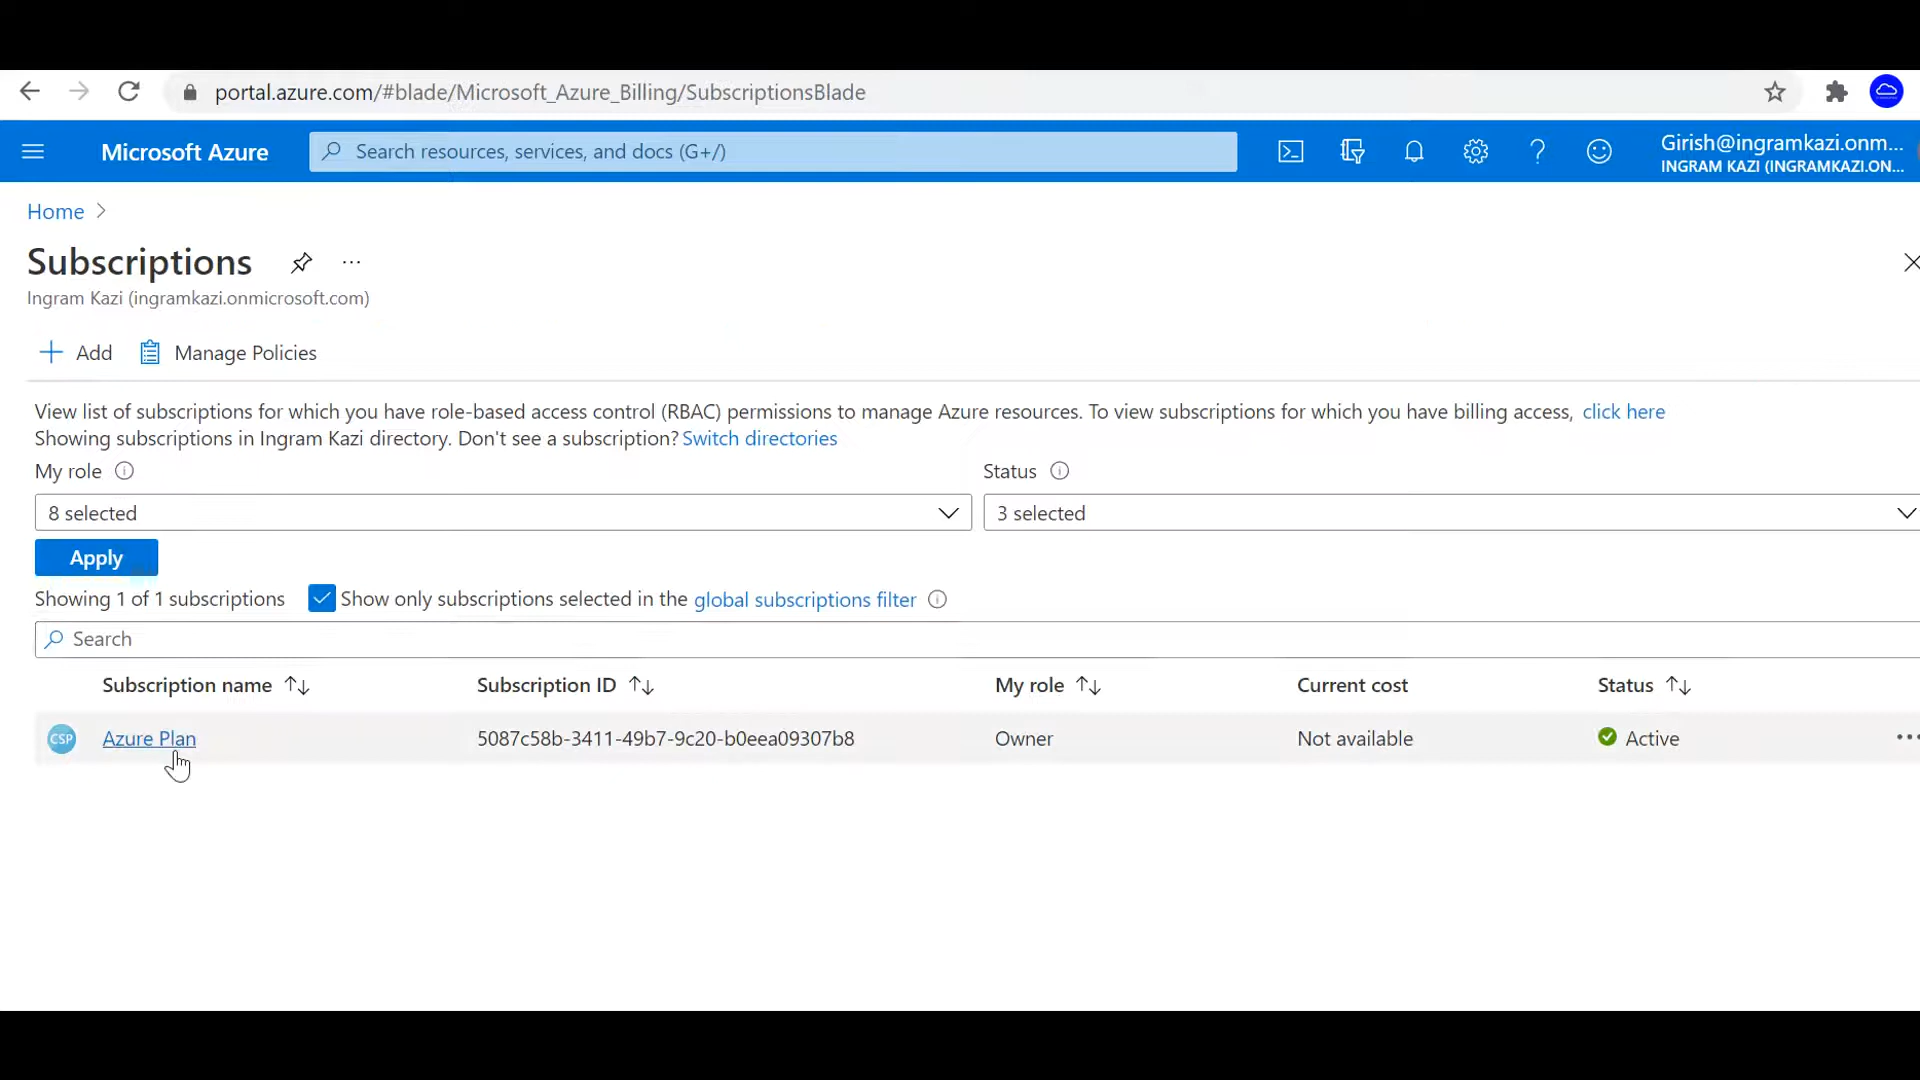 portal.azure.com/#blade/Microsoft_Azure_Billing/SubscriptionsBlade
Microsoft Azure
Search resources, services, and docs (G+/)
Girish@ingramkazi.onm...
INGRAM KAZI (INGRAMKAZI.ON...
Home
Subscriptions
Ingram Kazi (ingramkazi.onmicrosoft.com)
Add
Manage Policies
View list of subscriptions for which you have role-based access control (RBAC) permissions to manage Azure resources. To view subscriptions for which you have billing access, click here
Showing subscriptions in Ingram Kazi directory. Don't see a subscription? Switch directories
My role
Status
8 selected
3 selected
Apply
Showing 1 of 1 subscriptions
Show only subscriptions selected in the global subscriptions filter
Search
Subscription name
Subscription ID
My role
Current cost
Status
CSP
Azure Plan
5087c58b-3411-49b7-9c20-b0eea09307b8
Owner
Not available
Active